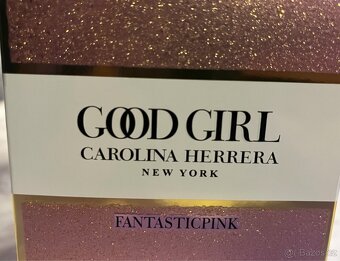 GOOD GIRL
CAROLINA HERRERA
NEW YORK
FANTASTICPINK